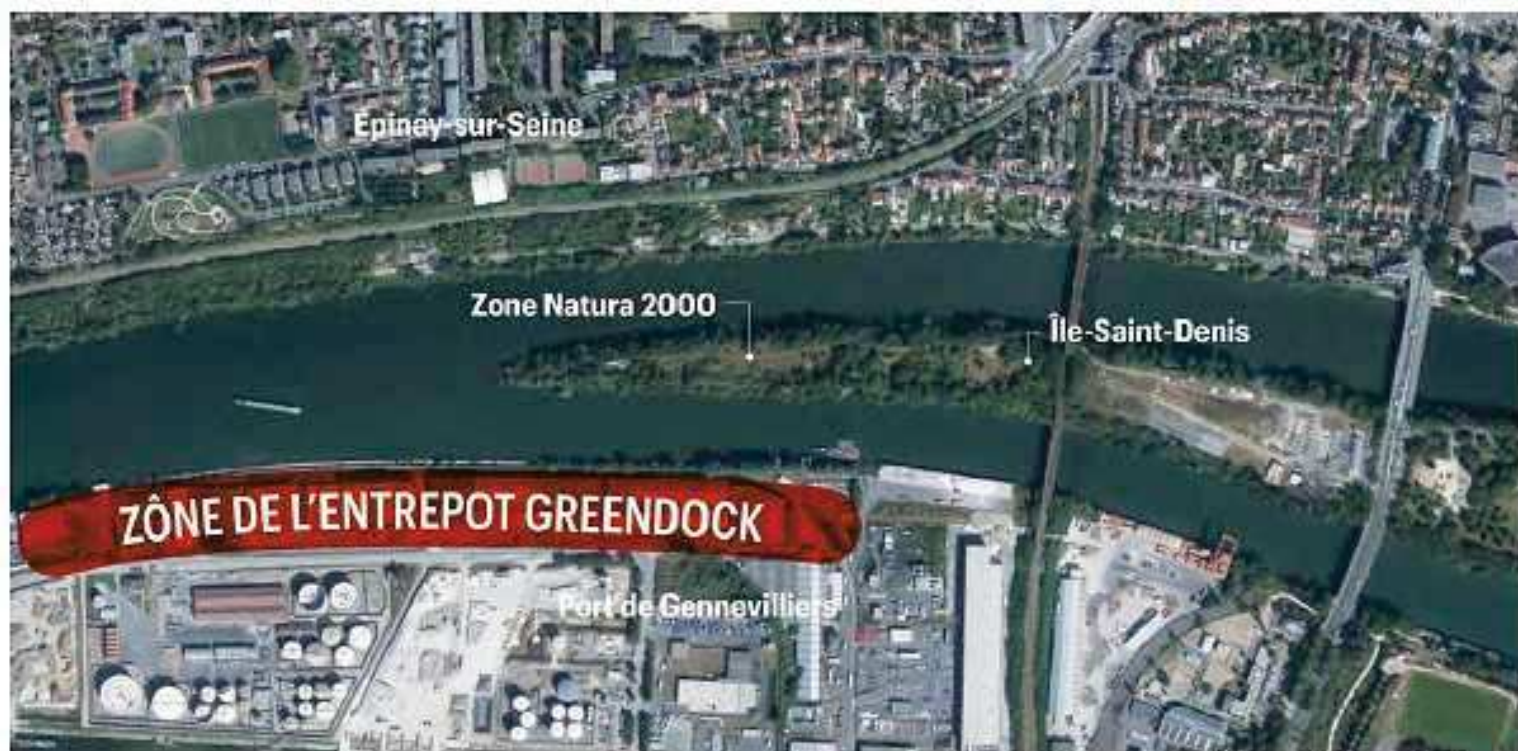 Epinay-sur-Seine
Zone Natura 2000
Île-Saint-Denis
ZÔNE DE L'ENTREPOT GREENDOCK
Port de Gennevilliers